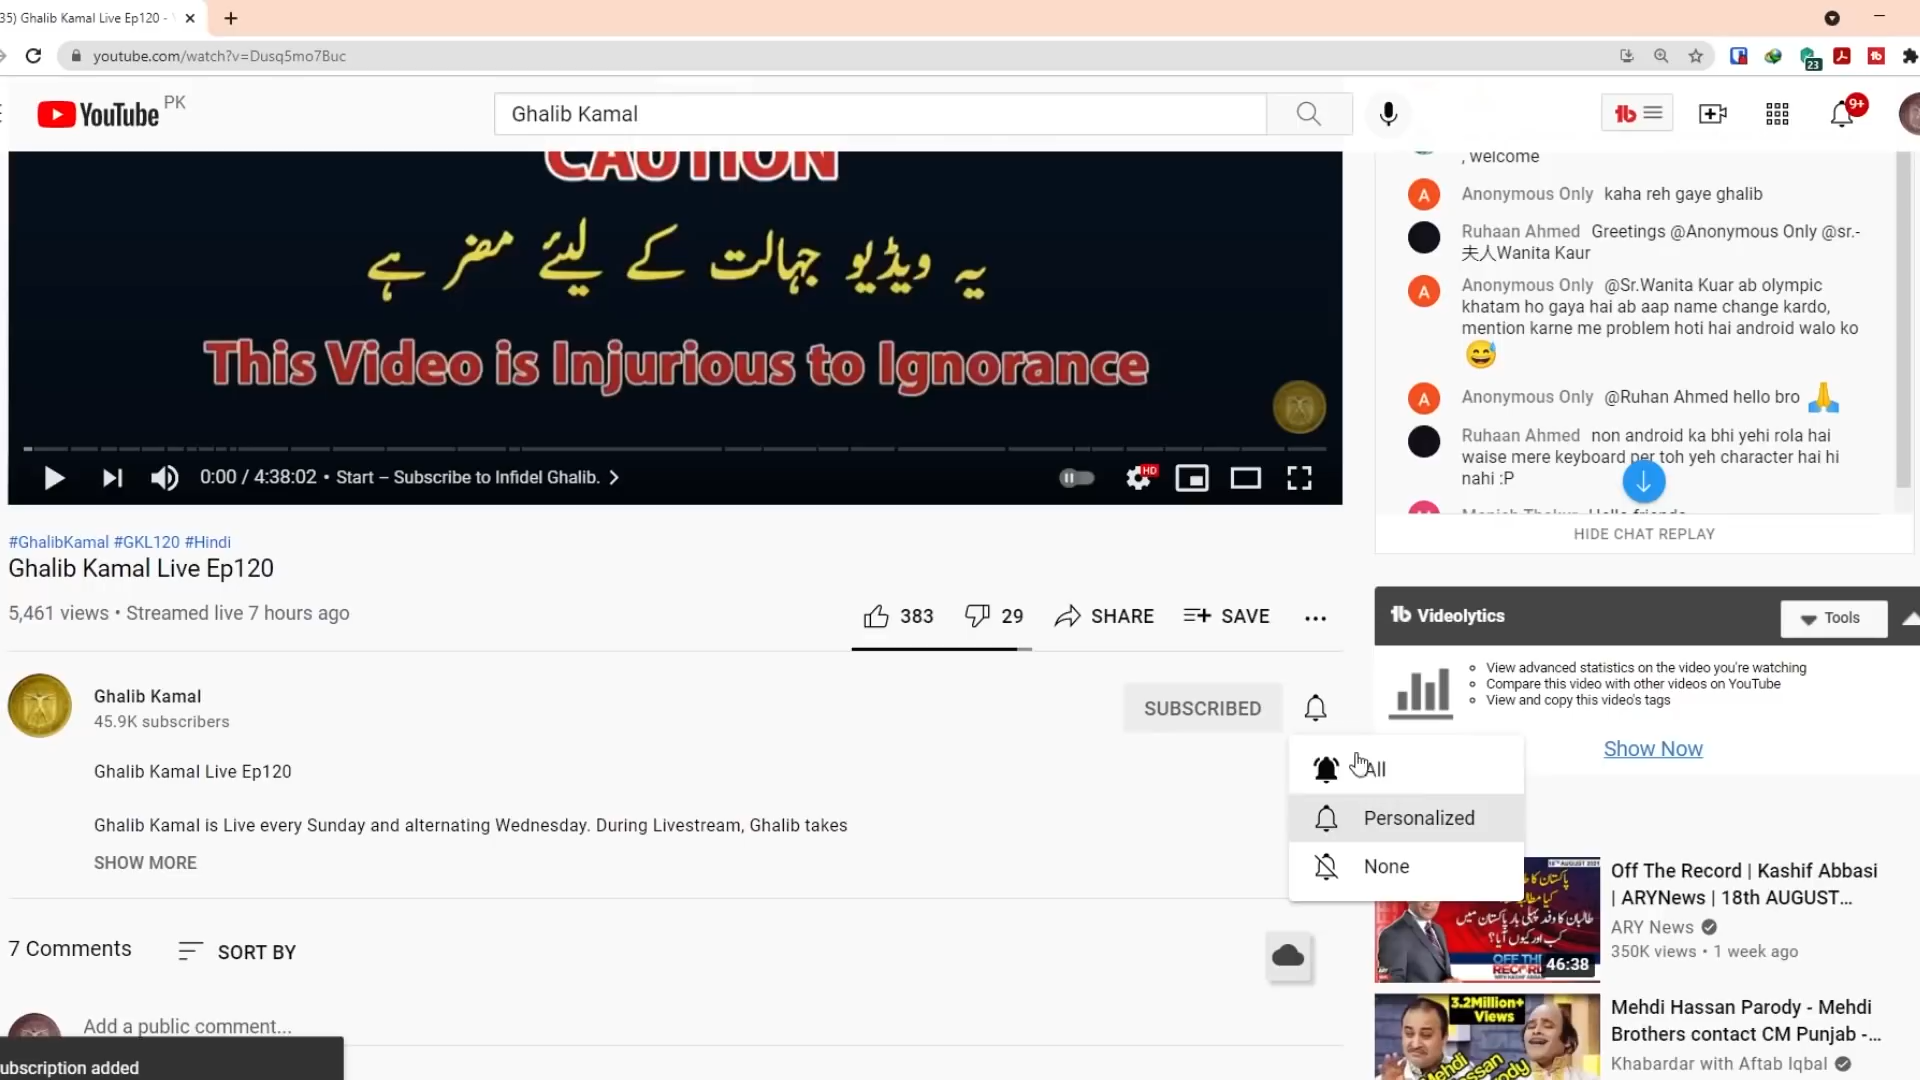 35) Ghalib Kamal Live Ep120 -
youtube.com/watch?v=Dusq5mo7Buc
23
YouTube PK
Ghalib Kamal
9+
CAUTION
یہ ویڈیو جہالت کے لیئے مضر ہے
This Video is Injurious to Ignorance
0:00 / 4:38:02 • Start – Subscribe to Infidel Ghalib.
HD
, welcome
Anonymous Only kaha reh gaye ghalib
Ruhaan Ahmed Greetings @Anonymous Only @sr.-
夫人Wanita Kaur
Anonymous Only @Sr.Wanita Kuar ab olympic
khatam ho gaya hai ab aap name change kardo,
mention karne me problem hoti hai android walo ko
Anonymous Only @Ruhan Ahmed hello bro
Ruhaan Ahmed non android ka bhi yehi rola hai
waise mere keyboard per toh yeh character hai hi
nahi :P
HIDE CHAT REPLAY
#GhalibKamal #GKL120 #Hindi
Ghalib Kamal Live Ep120
5,461 views • Streamed live 7 hours ago
383
29
SHARE
SAVE
Ghalib Kamal
45.9K subscribers
SUBSCRIBED
Ghalib Kamal Live Ep120
Ghalib Kamal is Live every Sunday and alternating Wednesday. During Livestream, Ghalib takes
SHOW MORE
All
Personalized
None
7 Comments
SORT BY
Add a public comment...
ubscription added
Videolytics
Tools
View advanced statistics on the video you're watching
Compare this video with other videos on YouTube
View and copy this video's tags
Show Now
46:38
Off The Record | Kashif Abbasi
| ARYNews | 18th AUGUST...
ARY News
350K views • 1 week ago
3.2Million+
Views
Mehdi Hassan Parody - Mehdi
Brothers contact CM Punjab -...
Khabardar with Aftab Iqbal